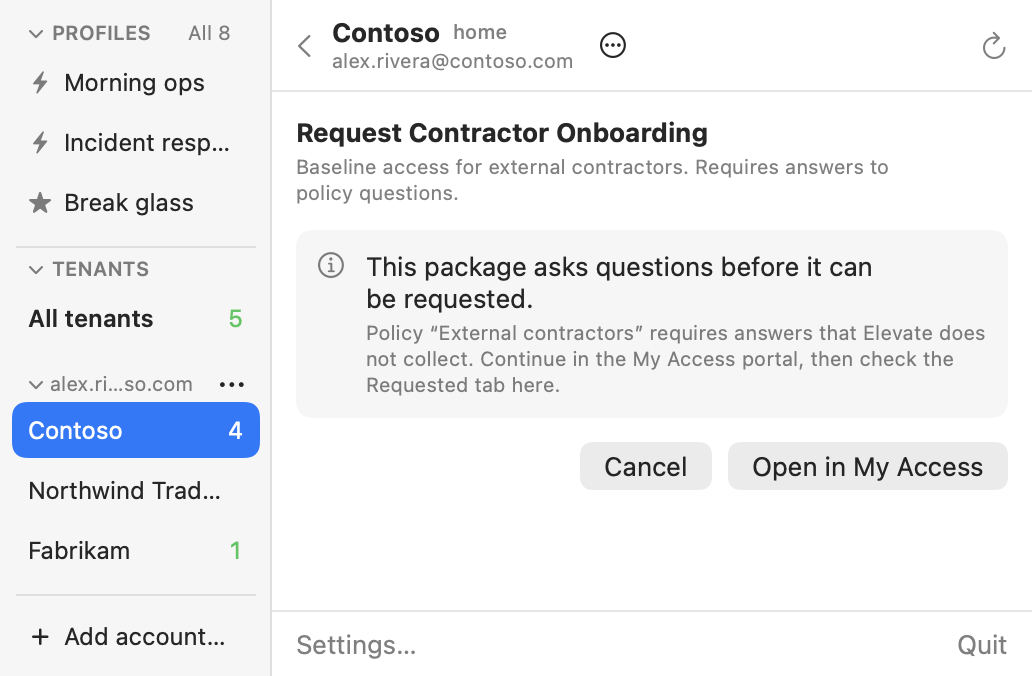 PROFILES All 8
Morning ops
Incident resp...
Break glass
TENANTS
All tenants 5
alex.ri...so.com
Contoso 4
Northwind Trad...
Fabrikam 1
+ Add account...
Contoso home
alex.rivera@contoso.com
Request Contractor Onboarding
Baseline access for external contractors. Requires answers to
policy questions.
This package asks questions before it can
be requested.
Policy “External contractors” requires answers that Elevate does
not collect. Continue in the My Access portal, then check the
Requested tab here.
Cancel
Open in My Access
Settings...
Quit